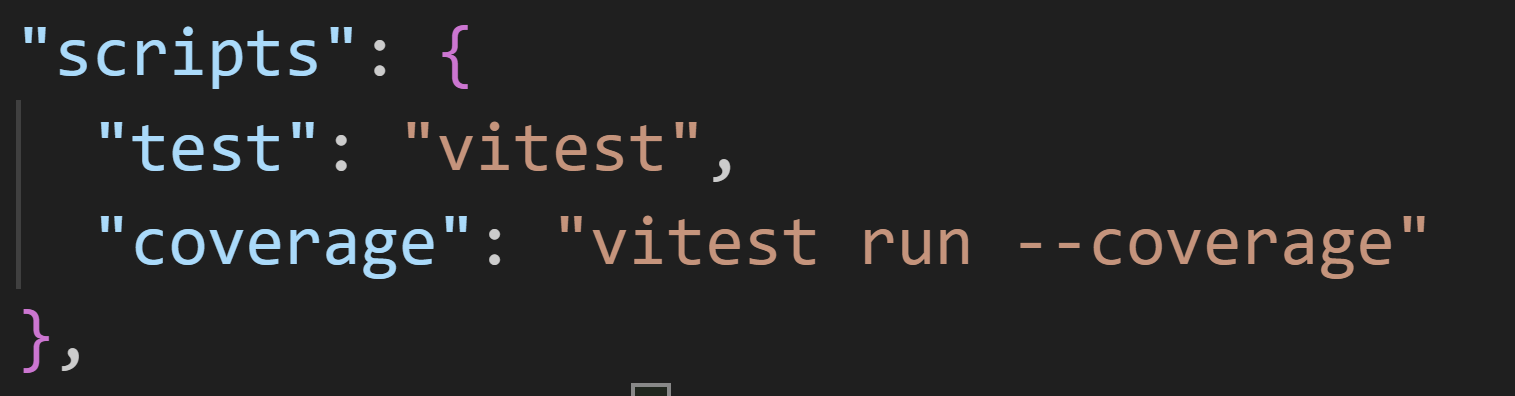 "scripts": {
  "test": "vitest",
  "coverage": "vitest run --coverage"
},